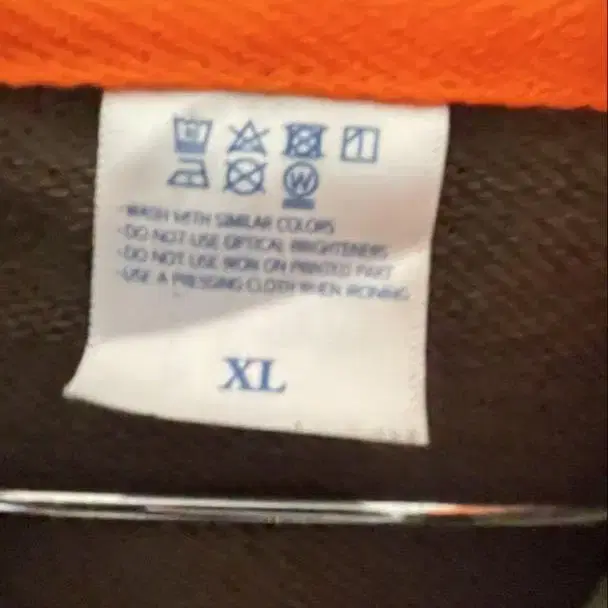 W
·WASH WITH SIMILAR COLORS
·DO NOT USE OPTICAL BRIGHTENERS
·DO NOT USE IRON ON PRINTED PART
·USE A PRESSING CLOTH WHEN IRONING
XL